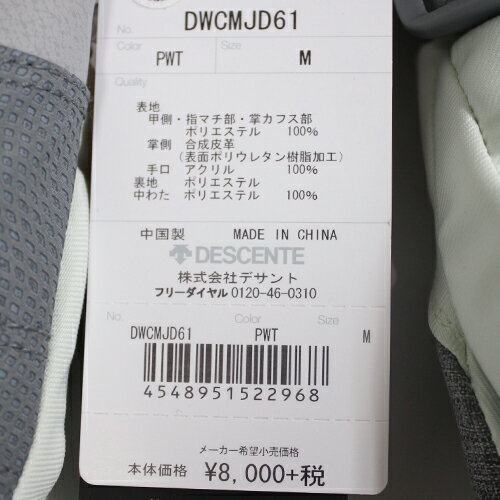 No. DWCMJD61
Color PWT Size M
Quality
表地
甲側・指マチ部・掌カフス部
ポリエステル 100%
掌側 合成皮革
(表面ポリウレタン樹脂加工)
手口 アクリル 100%
裏地 ポリエステル
中わた ポリエステル 100%
中国製 MADE IN CHINA
DESCENTE
株式会社デサント
フリーダイヤル 0120-46-0310
No. Color Size
DWCMJD61 PWT M
4548951522968
メーカー希望小売価格
本体価格 ¥8,000+税